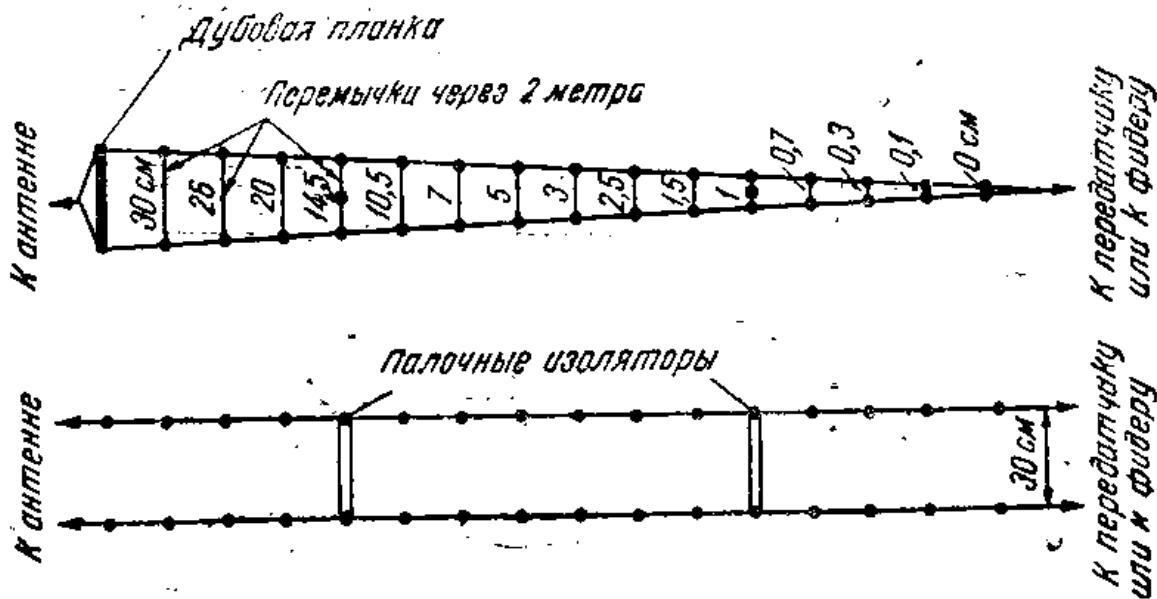 Дубовая планка
Перемычки через 2 метра
К антенне
30 см
26
20
14,5
10,5
7
5
3
2,5
1,5
1
0,7
0,3
0,1
0 см
К передатчику
или к фидеру
Палочные изоляторы
К антенне
30 см
К передатчику
или к фидеру